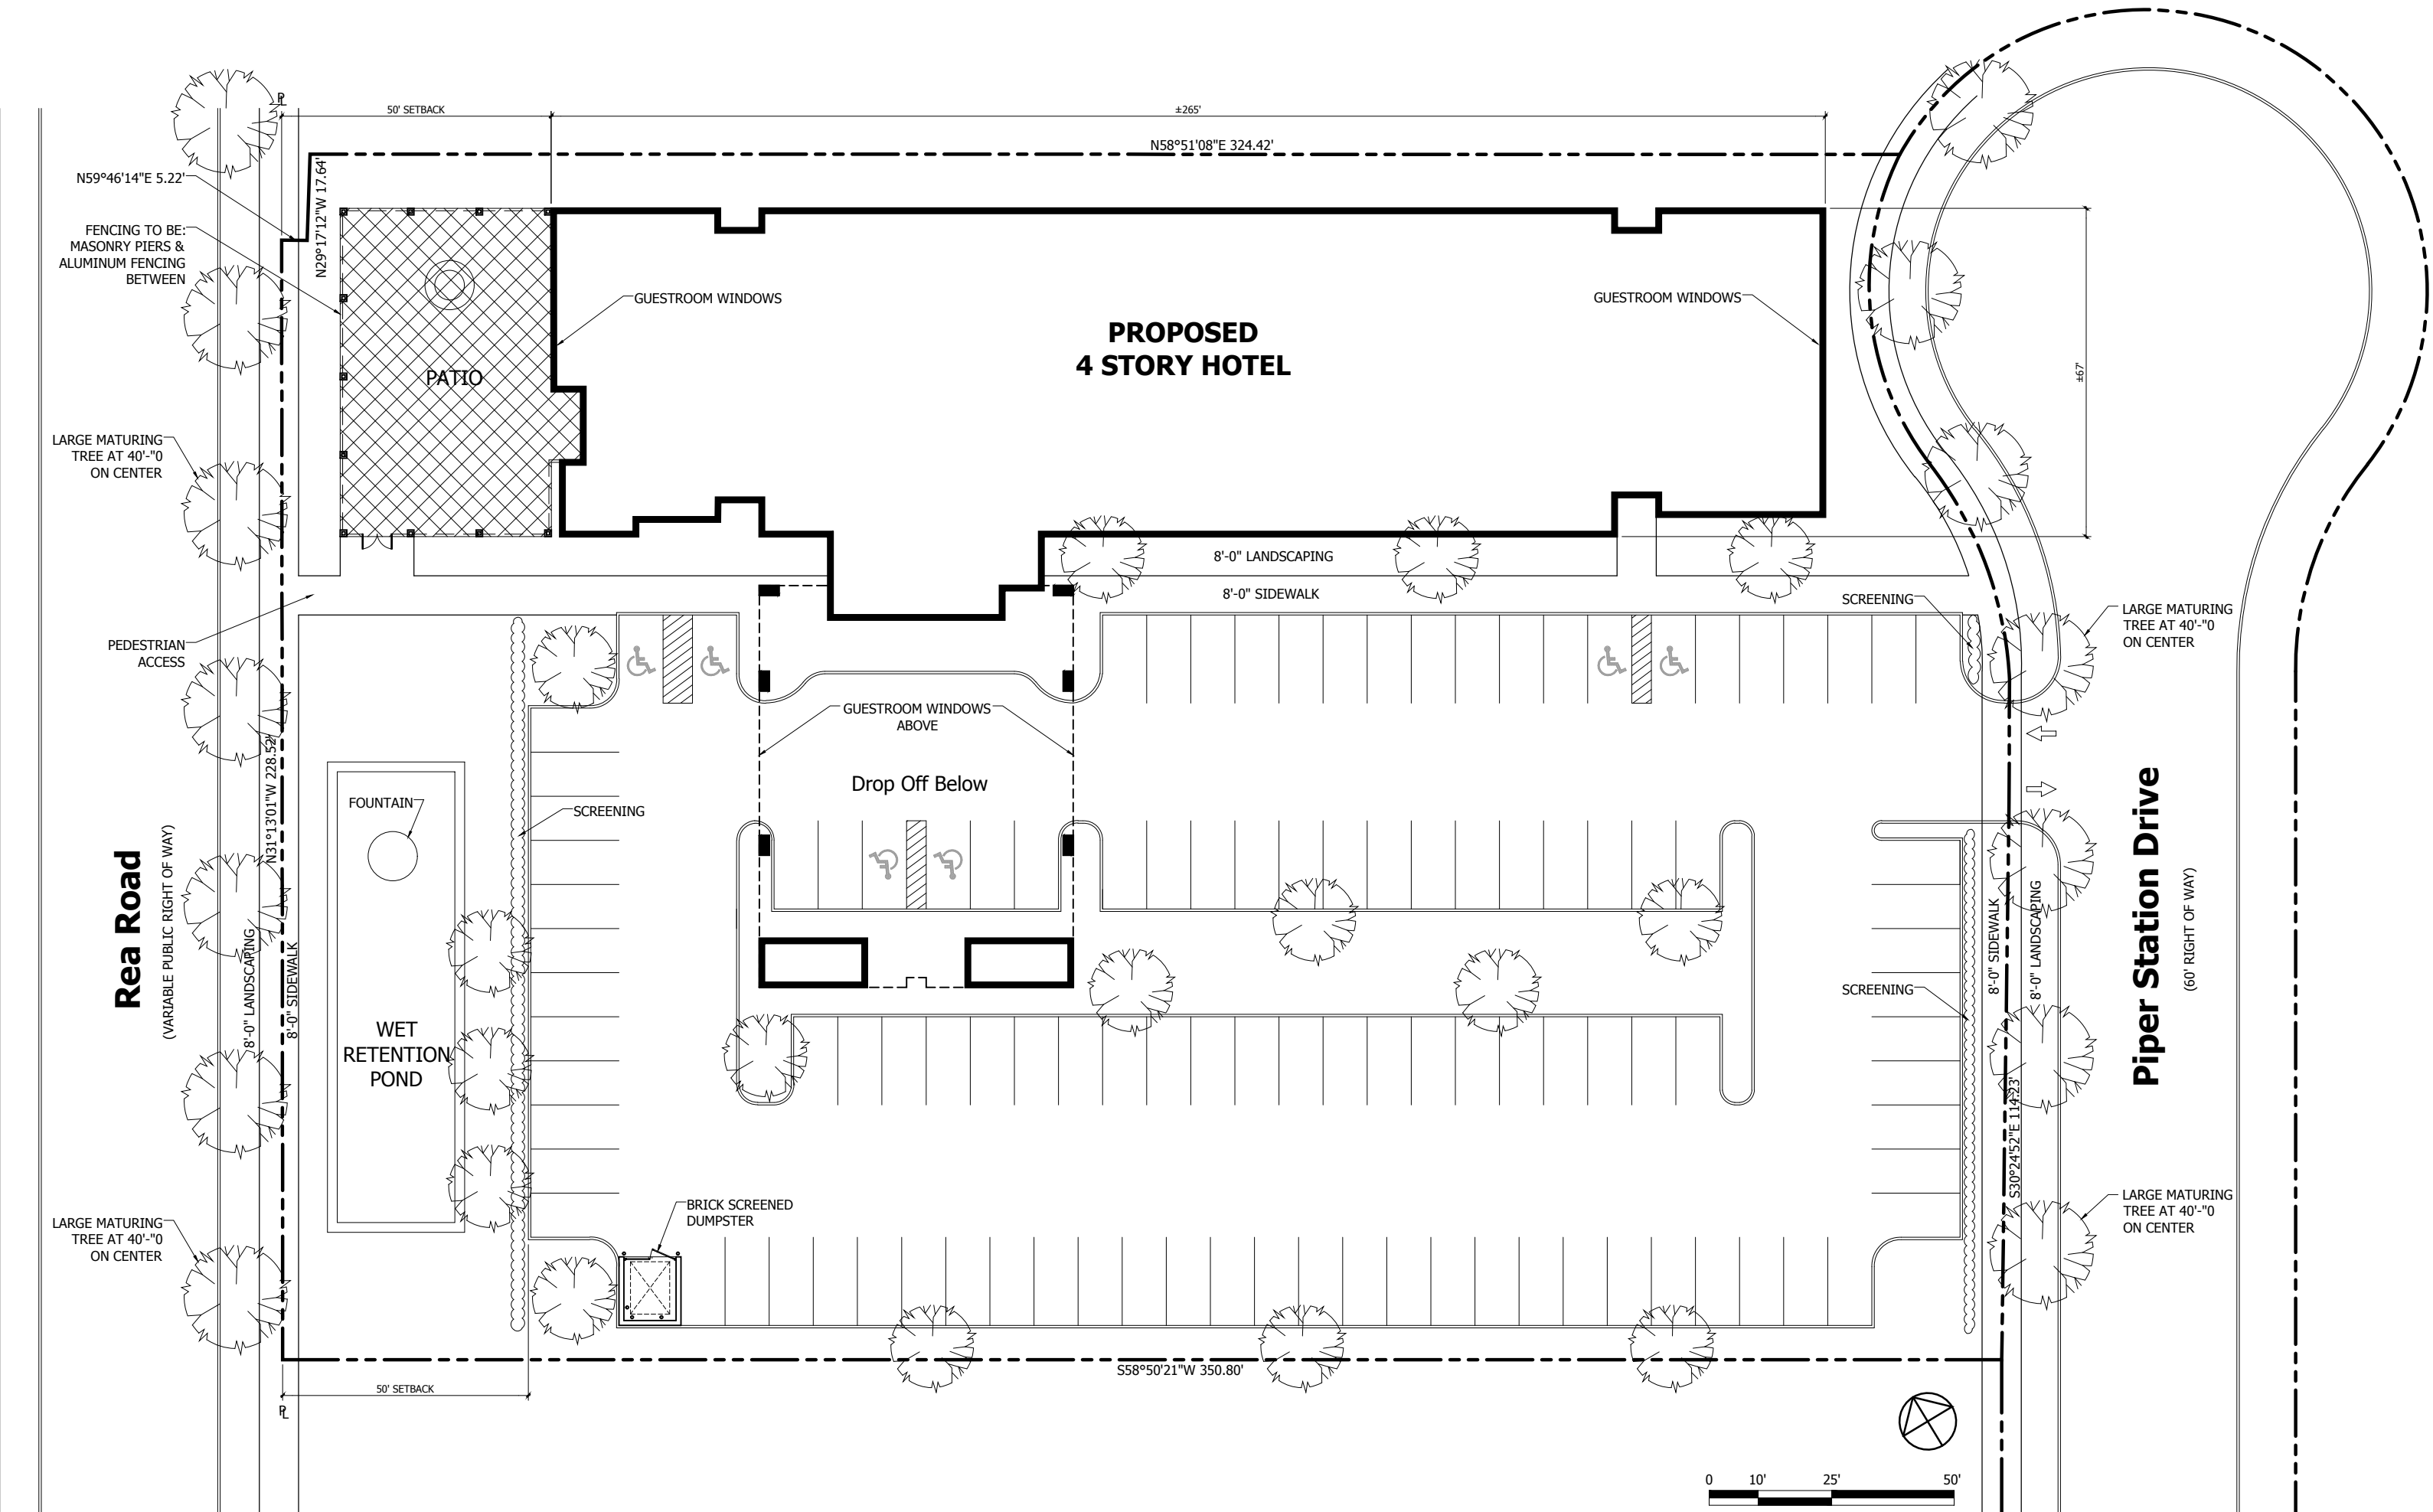 PL
50' SETBACK
±265'
N58°51'08"E 324.42'
N59°46'14"E 5.22'
N29°17'12"W 17.64'
FENCING TO BE:
MASONRY PIERS &
ALUMINUM FENCING
BETWEEN
GUESTROOM WINDOWS
GUESTROOM WINDOWS
PROPOSED
4 STORY HOTEL
PATIO
±67'
LARGE MATURING
TREE AT 40'-"0
ON CENTER
8'-0" LANDSCAPING
8'-0" SIDEWALK
SCREENING
LARGE MATURING
TREE AT 40'-"0
ON CENTER
PEDESTRIAN
ACCESS
GUESTROOM WINDOWS
ABOVE
Drop Off Below
FOUNTAIN
SCREENING
N31°13'01"W 228.52'
Rea Road
(VARIABLE PUBLIC RIGHT OF WAY)
8'-0" LANDSCAPING
8'-0" SIDEWALK
WET
RETENTION
POND
SCREENING
8'-0" SIDEWALK
8'-0" LANDSCAPING
Piper Station Drive
(60' RIGHT OF WAY)
S30°24'52"E 114.23'
BRICK SCREENED
DUMPSTER
LARGE MATURING
TREE AT 40'-"0
ON CENTER
LARGE MATURING
TREE AT 40'-"0
ON CENTER
S58°50'21"W 350.80'
50' SETBACK
PL
0 10' 25' 50'